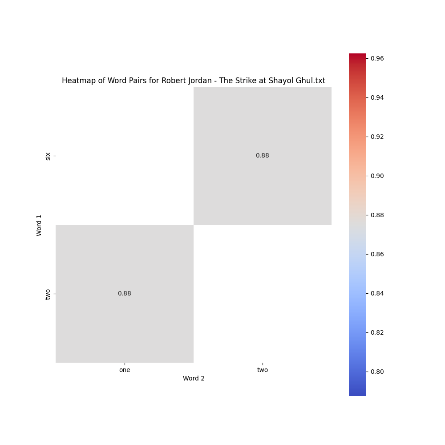 Heatmap of Word Pairs for Robert Jordan - The Strike at Shayol Ghul.txt
0.96
0.94
0.92
0.90
0.88
0.86
0.84
0.82
0.80
six
0.88
Word 1
two
0.88
one two
Word 2